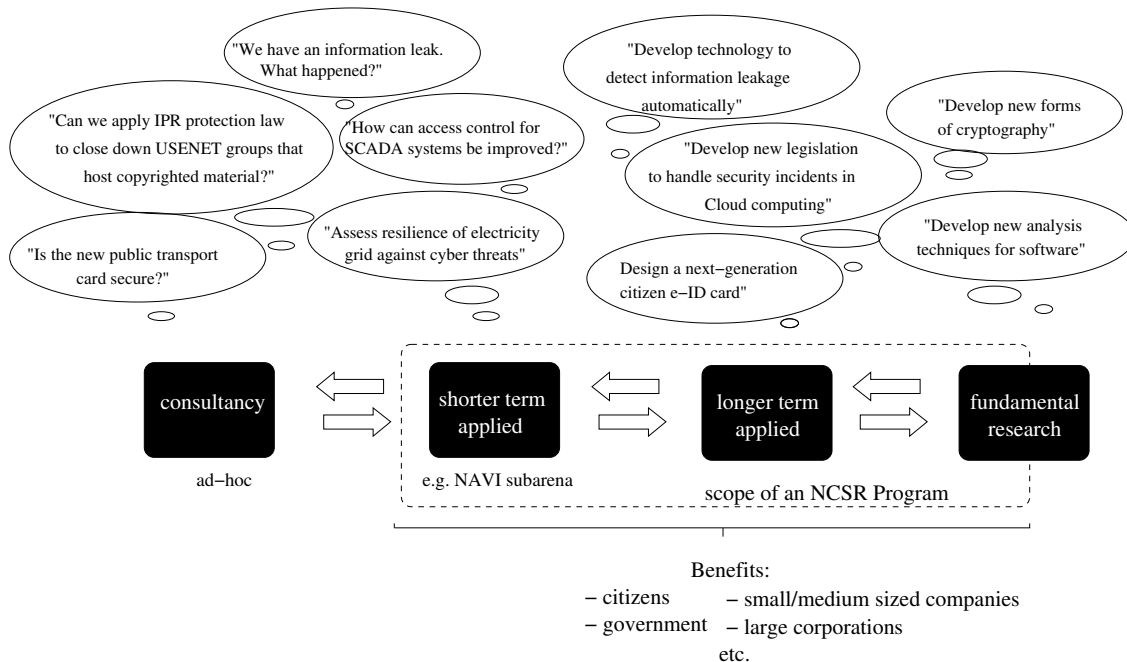 "We have an information leak.
What happened?"
"Develop technology to
detect information leakage
automatically"
"Can we apply IPR protection law
to close down USENET groups that
host copyrighted material?"
"How can access control for
SCADA systems be improved?"
"Develop new forms
of cryptography"
"Develop new legislation
to handle security incidents in
Cloud computing"
"Is the new public transport
card secure?"
"Assess resilience of electricity
grid against cyber threats"
"Develop new analysis
techniques for software"
Design a next−generation
citizen e−ID card"
consultancy
shorter term
applied
longer term
applied
fundamental
research
ad−hoc
e.g. NAVI subarena
scope of an NCSR Program
Benefits:
− citizens
− government
− small/medium sized companies
− large corporations
etc.